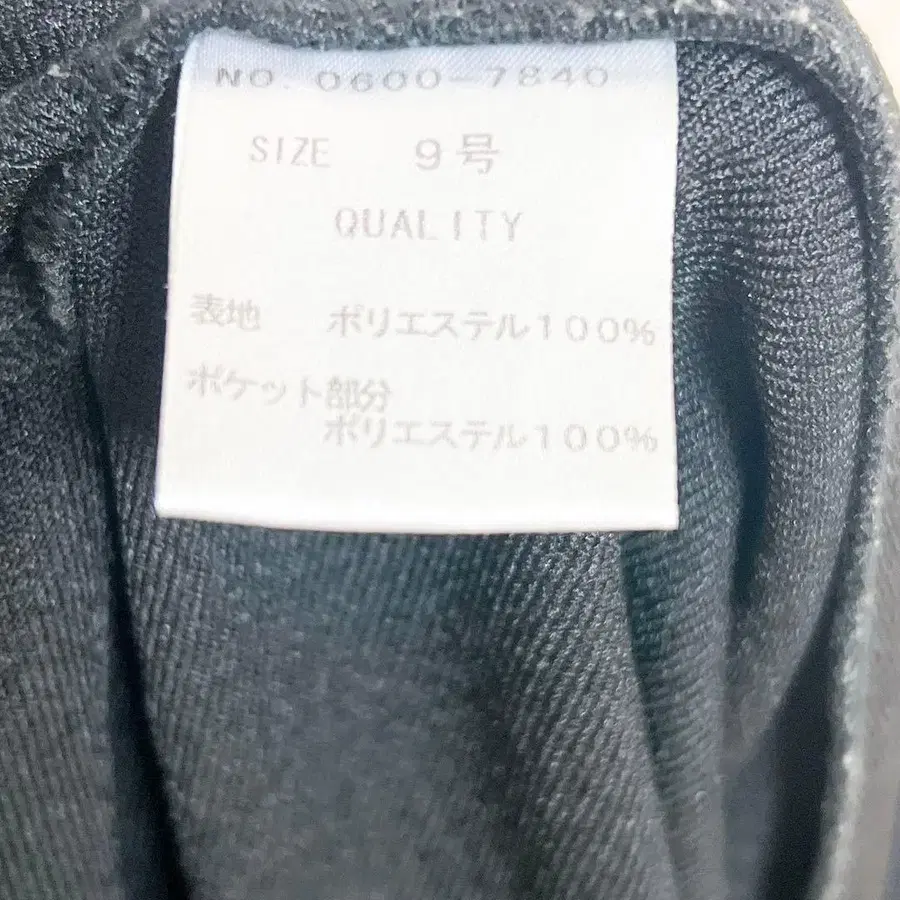 NO. 0600-7840
SIZE 9号
QUALITY
表地 ポリエステル100%
ポケット部分
ポリエステル100%